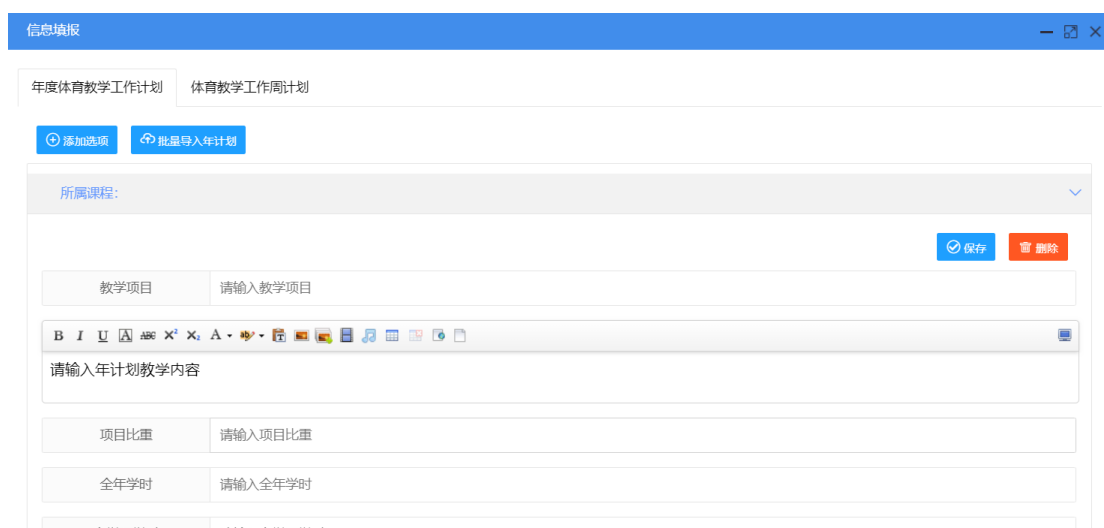 信息填报
年度体育教学工作计划 体育教学工作周计划
添加选项 批量导入年计划
所属课程:
保存 删除
教学项目 请输入教学项目
B I U A ABC X² X₂ A
请输入年计划教学内容
项目比重 请输入项目比重
全年学时 请输入全年学时